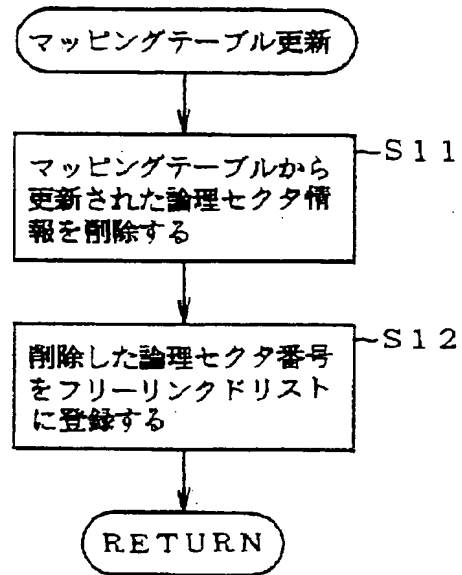 マッピングテーブル更新
マッピングテーブルから
更新された論理セクタ情
報を削除する
S11
削除した論理セクタ番号
をフリーリンクドリスト
に登録する
S12
RETURN